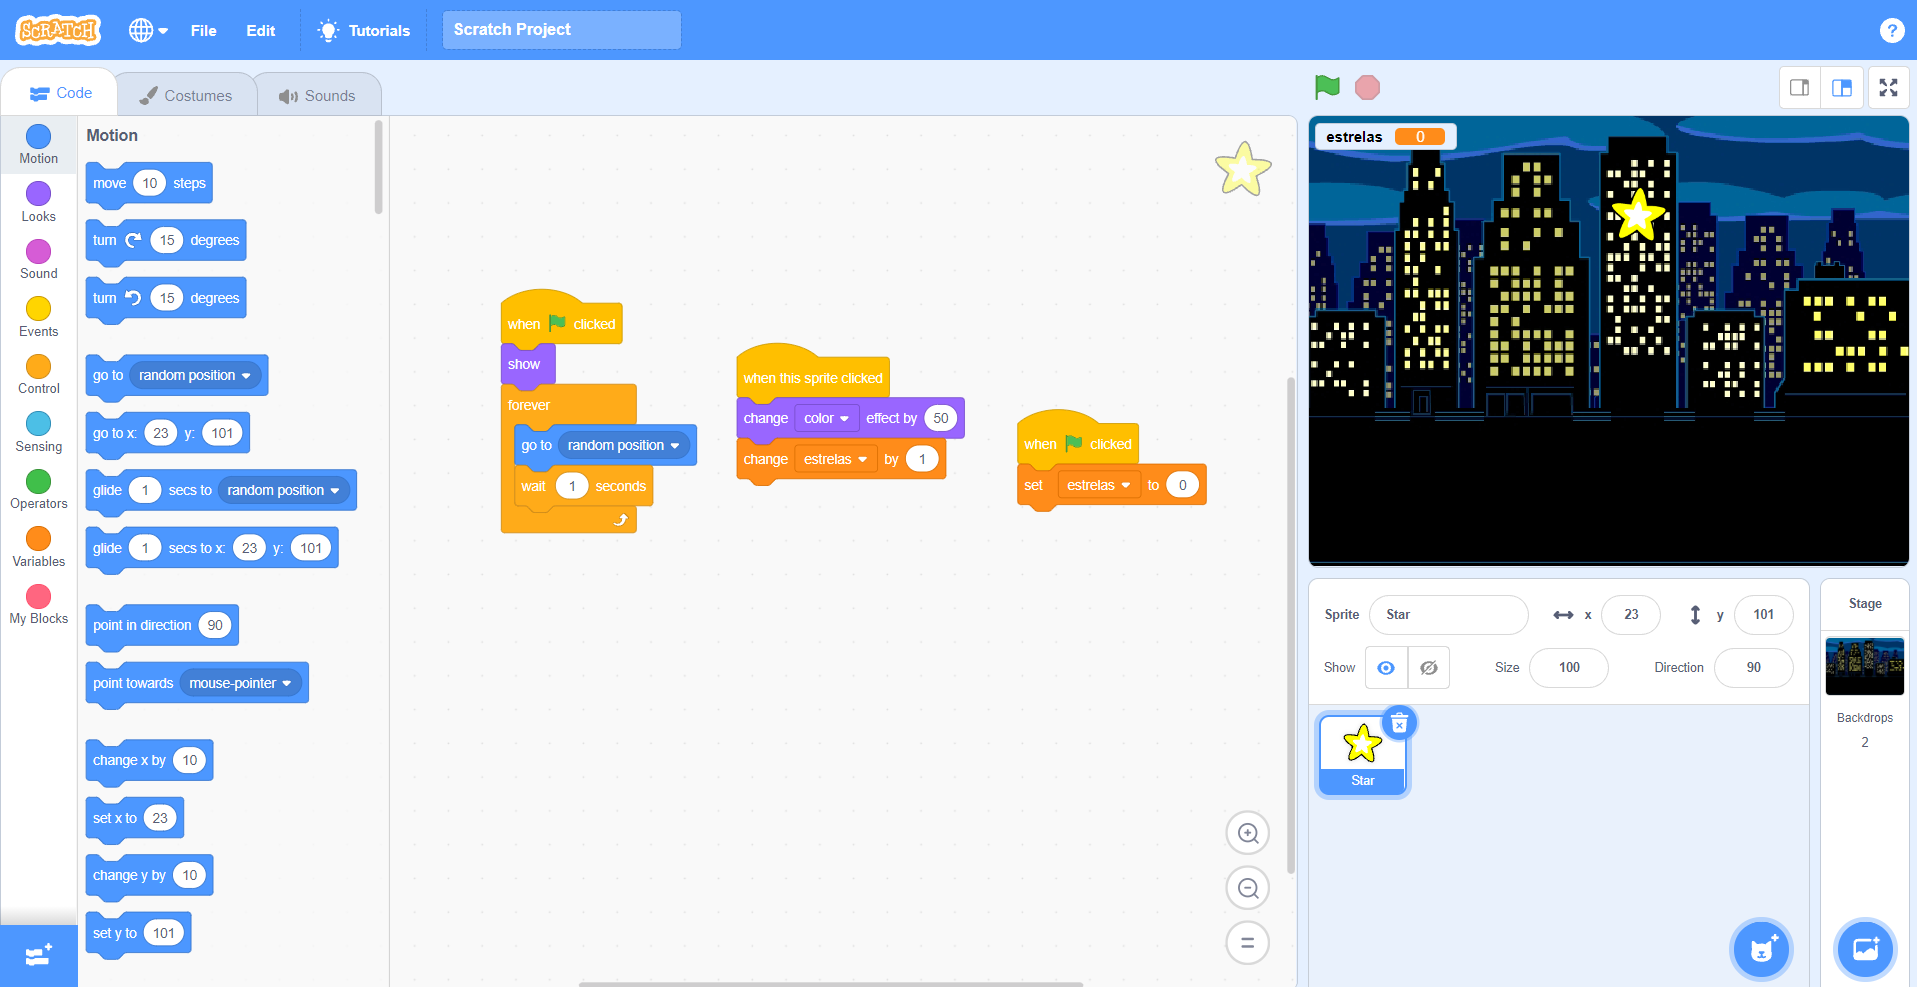 SCRATCH
File
Edit
Tutorials
Scratch Project
?
Code
Costumes
Sounds
Motion
Looks
Sound
Events
Control
Sensing
Operators
Variables
My Blocks
Motion
move 10 steps
turn 15 degrees
turn 15 degrees
go to random position
go to x: 23 y: 101
glide 1 secs to random position
glide 1 secs to x: 23 y: 101
point in direction 90
point towards mouse-pointer
change x by 10
set x to 23
change y by 10
set y to 101
when clicked
show
forever
go to random position
wait 1 seconds
when this sprite clicked
change color effect by 50
change estrelas by 1
when clicked
set estrelas to 0
estrelas 0
Sprite Star x 23 y 101
Show Size 100 Direction 90
Star
Stage
Backdrops
2